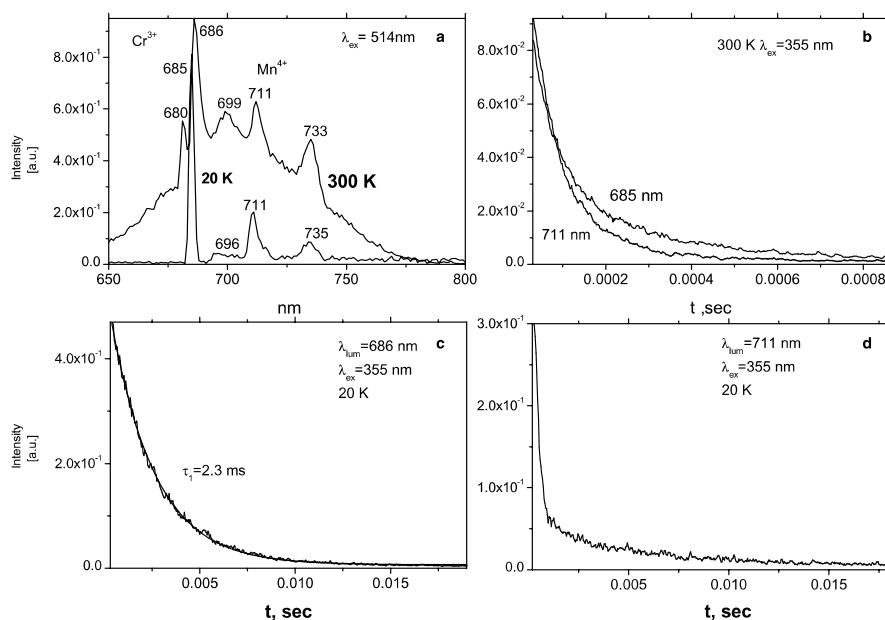 Cr³⁺
686
λex = 514nm
a
685
Mn⁴⁺
8.0x10⁻¹
680
699
711
733
6.0x10⁻¹
Intensity
[a.u.]
4.0x10⁻¹
20 K
300 K
2.0x10⁻¹
711
696
735
0.0
650
700
750
800
nm
b
300 K λex=355 nm
8.0x10⁻²
6.0x10⁻²
4.0x10⁻²
685 nm
2.0x10⁻²
711 nm
0.0
0.0002
0.0004
0.0006
0.0008
t ,sec
λlum=686 nm
c
λex=355 nm
20 K
4.0x10⁻¹
Intensity
[a.u.]
2.0x10⁻¹
τ₁=2.3 ms
0.0
0.005
0.010
0.015
t, sec
3.0x10⁻¹
λlum=711 nm
d
λex=355 nm
20 K
2.0x10⁻¹
1.0x10⁻¹
0.0
0.005
0.010
0.015
t, sec